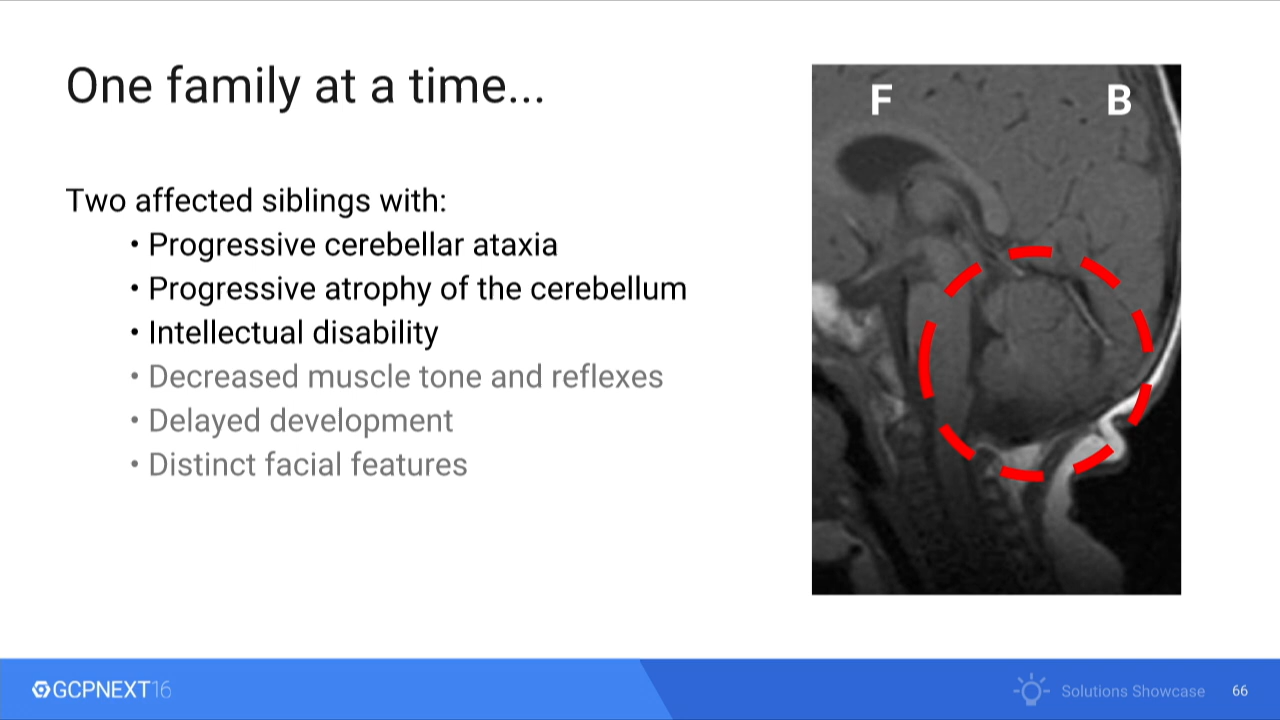 One family at a time...
F
B
Two affected siblings with:
• Progressive cerebellar ataxia
• Progressive atrophy of the cerebellum
• Intellectual disability
• Decreased muscle tone and reflexes
• Delayed development
• Distinct facial features
GCPNEXT16
Solutions Showcase
66